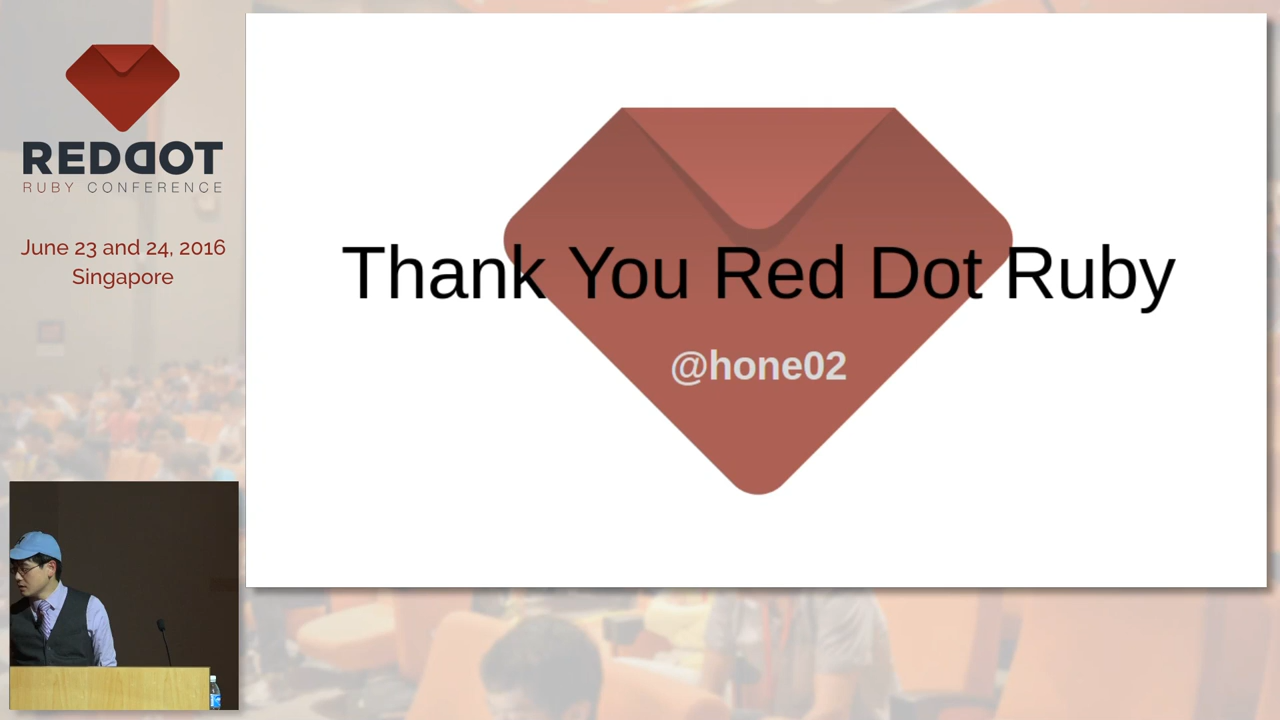 REDDOT
RUBY CONFERENCE
June 23 and 24, 2016
Singapore
Thank You Red Dot Ruby
@hone02